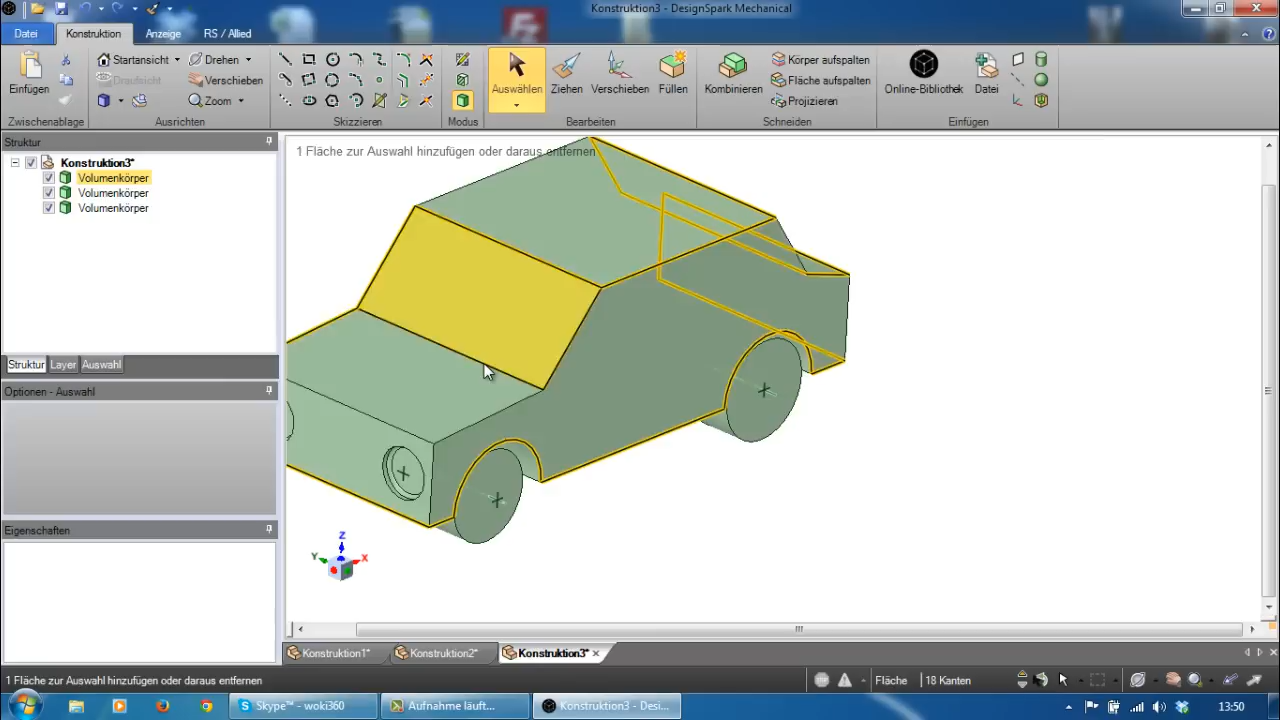 Konstruktion3 - DesignSpark Mechanical
Datei Konstruktion Anzeige RS / Allied
Einfügen
Zwischenablage
Startansicht Drehen
Draufsicht Verschieben
Zoom
Ausrichten
Skizzieren
Modus
Auswählen Ziehen Verschieben Füllen
Bearbeiten
Kombinieren
Körper aufspalten
Fläche aufspalten
Projizieren
Schneiden
Online-Bibliothek Datei
Einfügen
Struktur
Konstruktion3*
Volumenkörper
Volumenkörper
Volumenkörper
Struktur Layer Auswahl
Optionen - Auswahl
Eigenschaften
1 Fläche zur Auswahl hinzufügen oder daraus entfernen
Z
Y
X
Konstruktion1* Konstruktion2* Konstruktion3*
1 Fläche zur Auswahl hinzufügen oder daraus entfernen
Fläche 18 Kanten
Skype™ - woki360 Aufnahme läuft... Konstruktion3 - Desi...
13:50